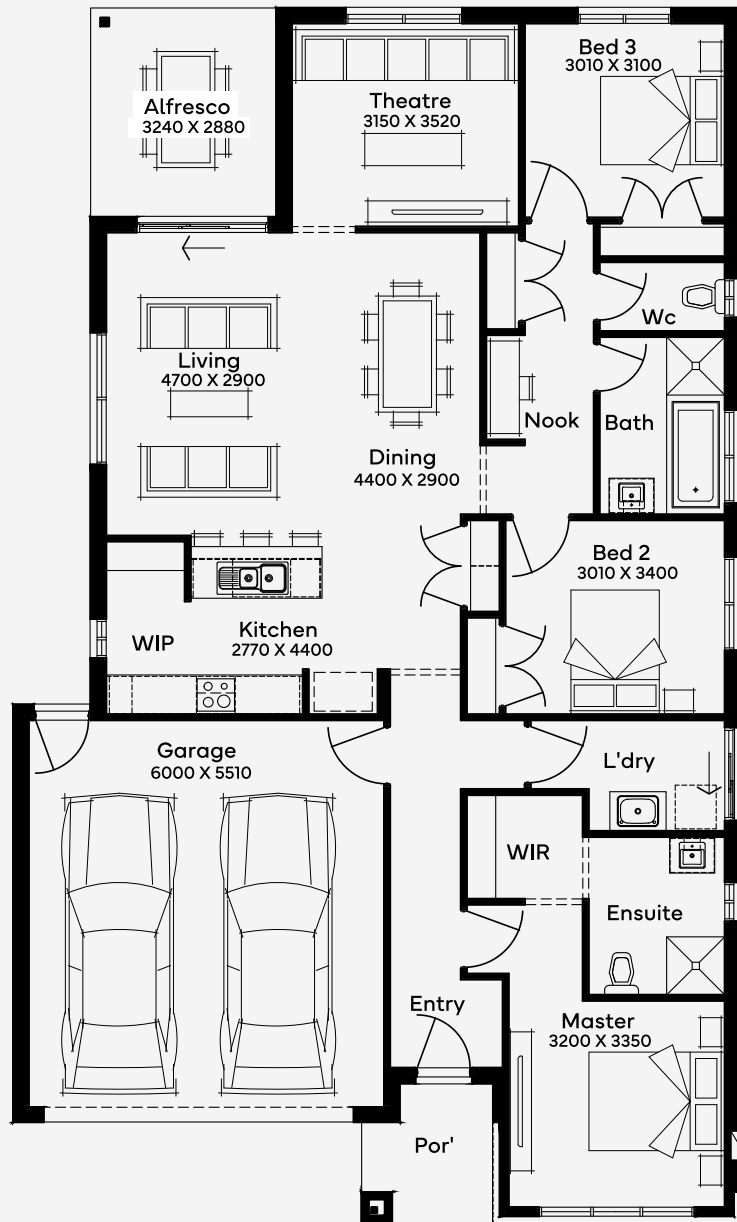 Bed 3
3010 X 3100
Theatre
3150 X 3520
Alfresco
3240 X 2880
Wc
Living
4700 X 2900
Nook
Bath
Dining
4400 X 2900
Bed 2
3010 X 3400
Kitchen
2770 X 4400
WIP
Garage
6000 X 5510
L'dry
WIR
Ensuite
Entry
Master
3200 X 3350
Por'